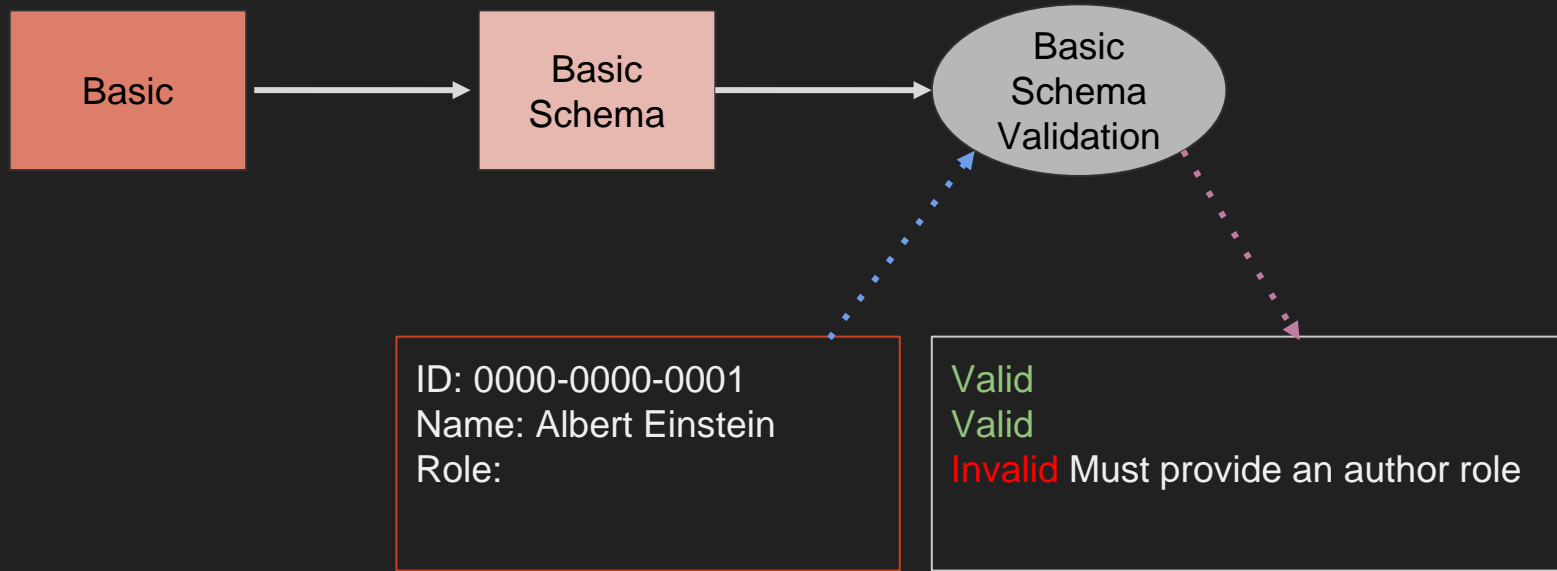 Basic
Basic
Schema
Basic
Schema
Validation
ID: 0000-0000-0001
Name: Albert Einstein
Role:
Valid
Valid
Invalid Must provide an author role